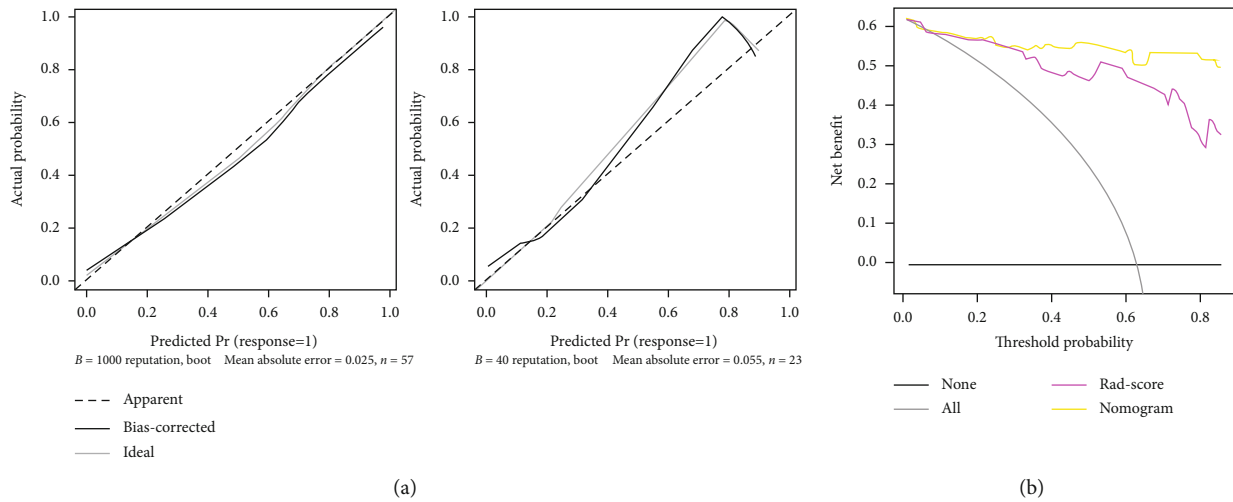 1.0
0.8
0.6
0.4
0.2
0.0
Actual probability
0.0 0.2 0.4 0.6 0.8 1.0
Predicted Pr (response=1)
B = 1000 reputation, boot Mean absolute error = 0.025, n = 57
1.0
0.8
0.6
0.4
0.2
0.0
Actual probability
0.0 0.2 0.4 0.6 0.8 1.0
Predicted Pr (response=1)
B = 40 reputation, boot Mean absolute error = 0.055, n = 23
Apparent
Bias-corrected
Ideal
(a)
0.6
0.5
0.4
0.3
0.2
0.1
0.0
Net benefit
0.0 0.2 0.4 0.6 0.8
Threshold probability
None
All
Rad-score
Nomogram
(b)